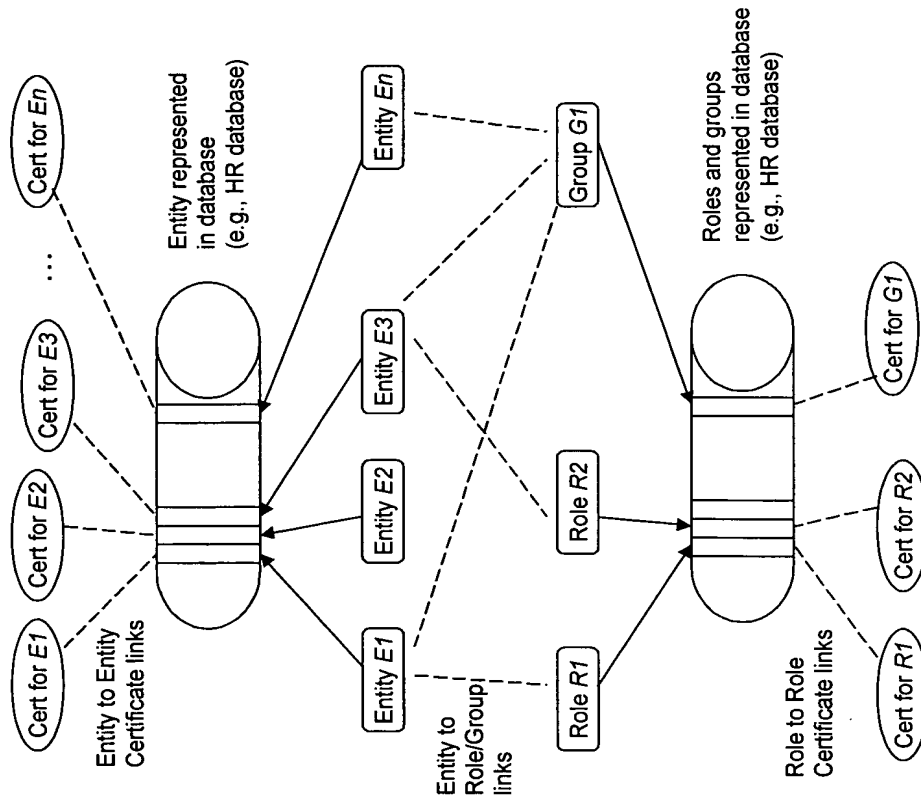 Cert for E1
Cert for E2
Cert for E3
...
Cert for En
Entity to Entity
Certificate links
Entity represented
in database
(e.g., HR database)
Entity E1
Entity E2
Entity E3
Entity En
Entity to
Role/Group
links
Role R1
Role R2
Group G1
Role to Role
Certificate links
Roles and groups
represented in database
(e.g., HR database)
Cert for R1
Cert for R2
Cert for G1